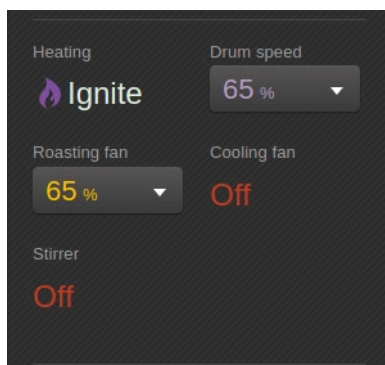 Heating Drum speed
Ignite 65 %
Roasting fan Cooling fan
65 % Off
Stirrer
Off